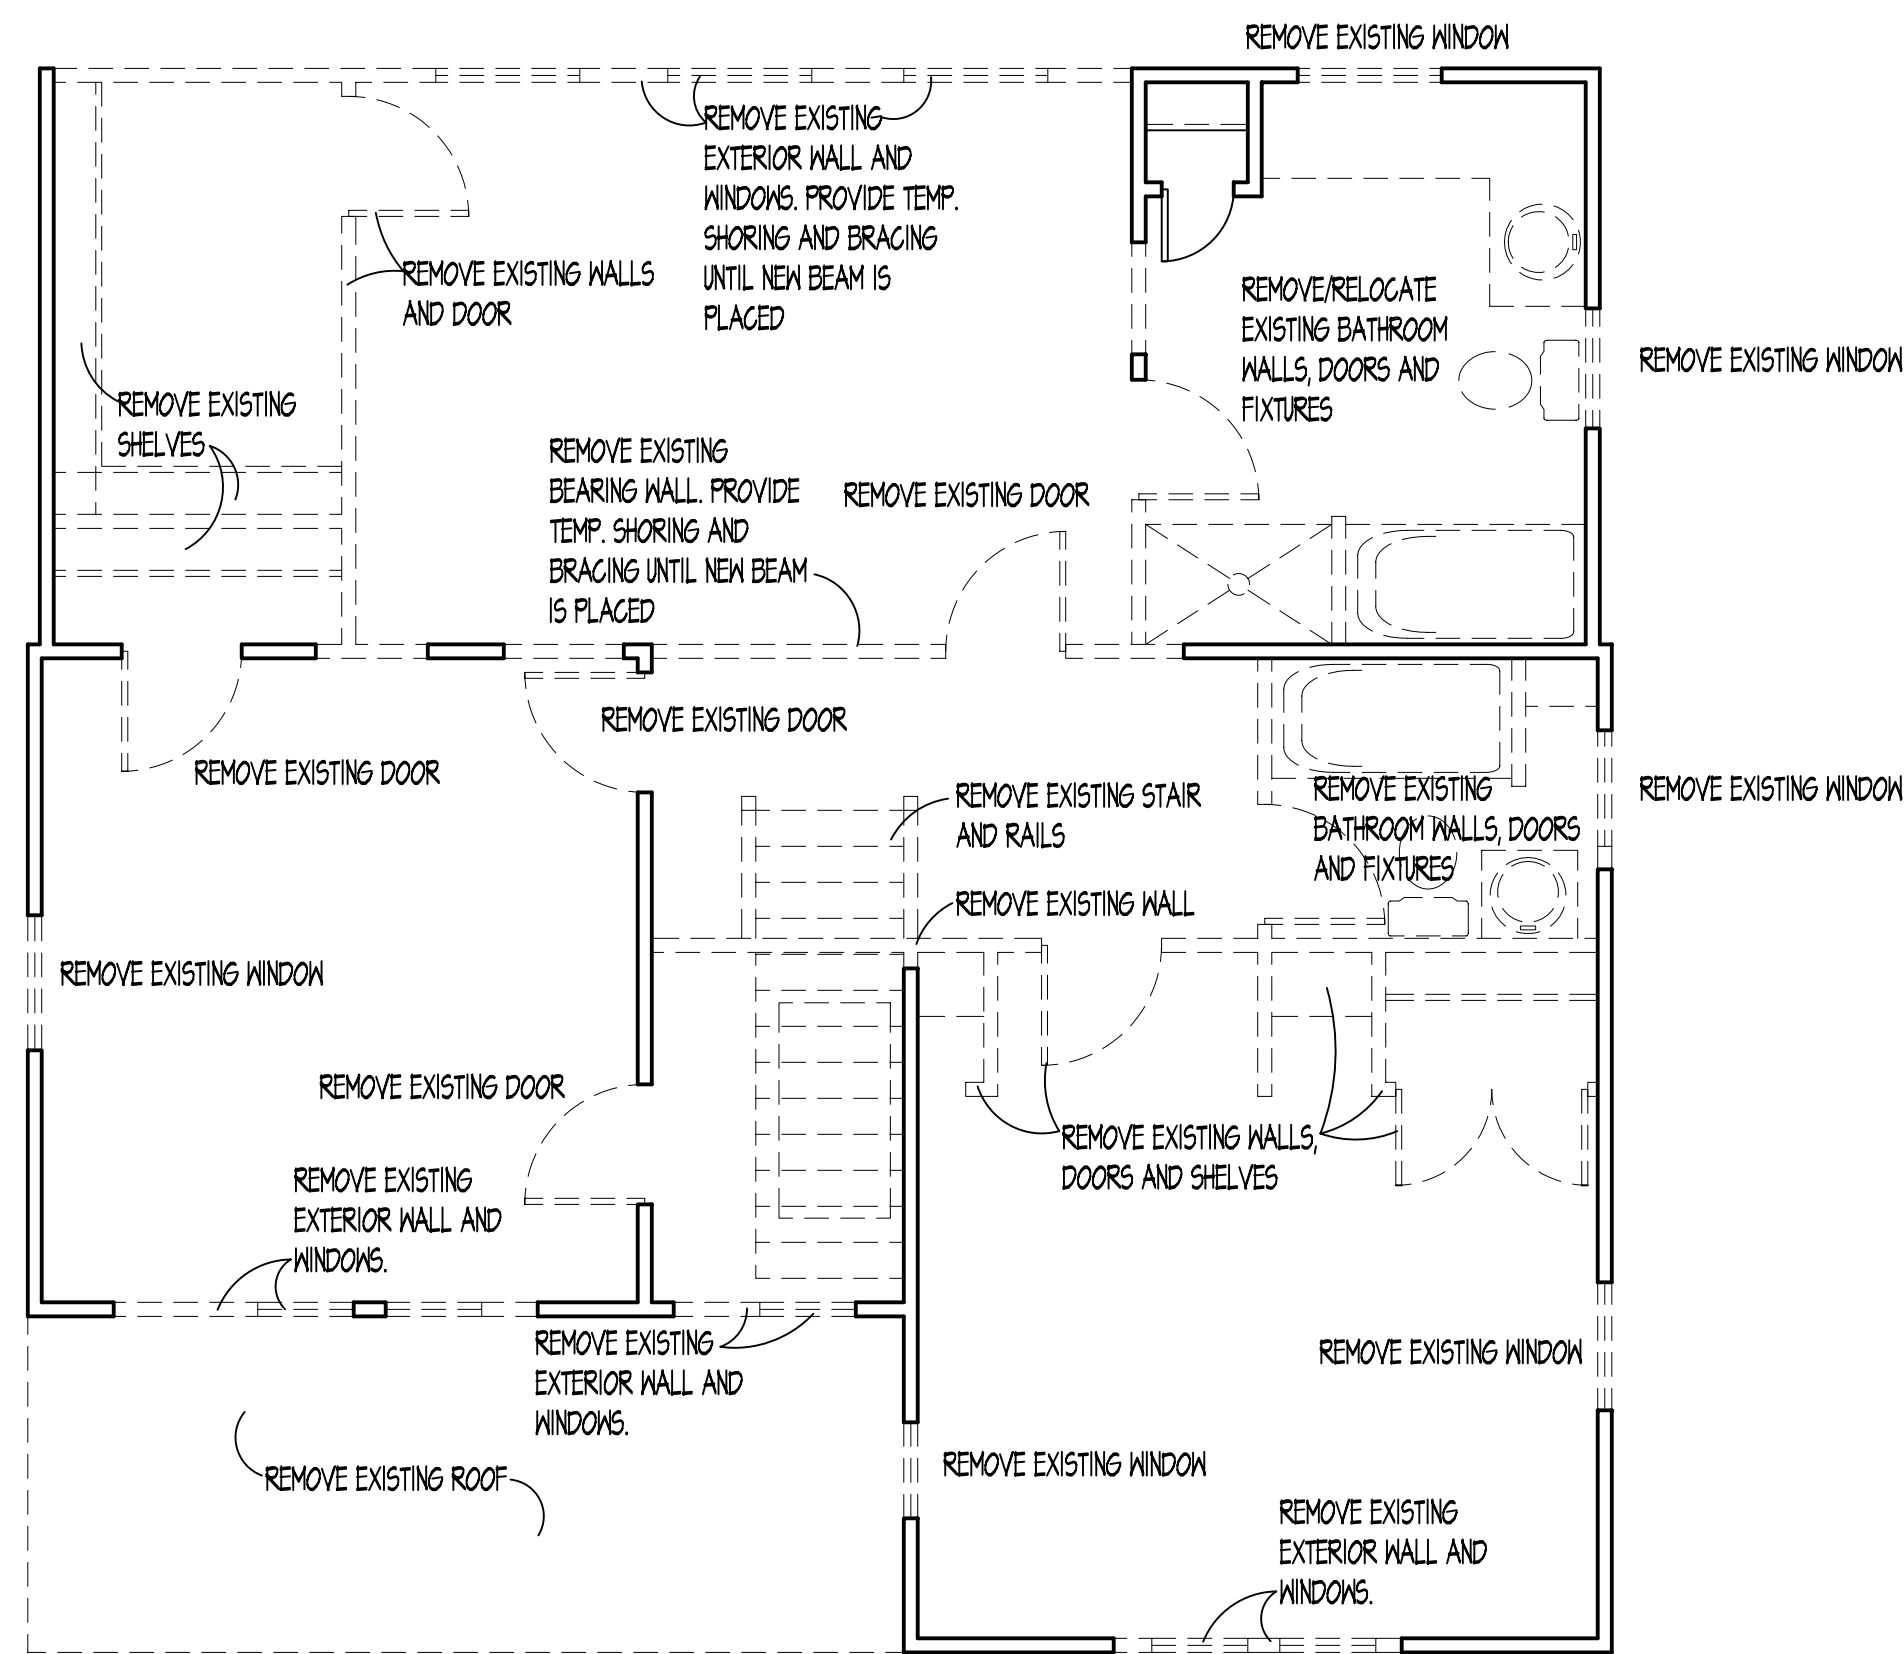 REMOVE EXISTING WINDOW
REMOVE EXISTING
EXTERIOR WALL AND
WINDOWS. PROVIDE TEMP.
SHORING AND BRACING
UNTIL NEW BEAM IS
PLACED
REMOVE EXISTING WALLS
AND DOOR
REMOVE/RELOCATE
EXISTING BATHROOM
WALLS, DOORS AND
FIXTURES
REMOVE EXISTING WINDOW
REMOVE EXISTING
SHELVES
REMOVE EXISTING
BEARING WALL. PROVIDE
TEMP. SHORING AND
BRACING UNTIL NEW BEAM
IS PLACED
REMOVE EXISTING DOOR
REMOVE EXISTING DOOR
REMOVE EXISTING DOOR
REMOVE EXISTING STAIR
AND RAILS
REMOVE EXISTING
BATHROOM WALLS, DOORS
AND FIXTURES
REMOVE EXISTING WINDOW
REMOVE EXISTING WALL
REMOVE EXISTING WINDOW
REMOVE EXISTING DOOR
REMOVE EXISTING WALLS,
DOORS AND SHELVES
REMOVE EXISTING
EXTERIOR WALL AND
WINDOWS.
REMOVE EXISTING
EXTERIOR WALL AND
WINDOWS.
REMOVE EXISTING WINDOW
REMOVE EXISTING ROOF
REMOVE EXISTING WINDOW
REMOVE EXISTING
EXTERIOR WALL AND
WINDOWS.